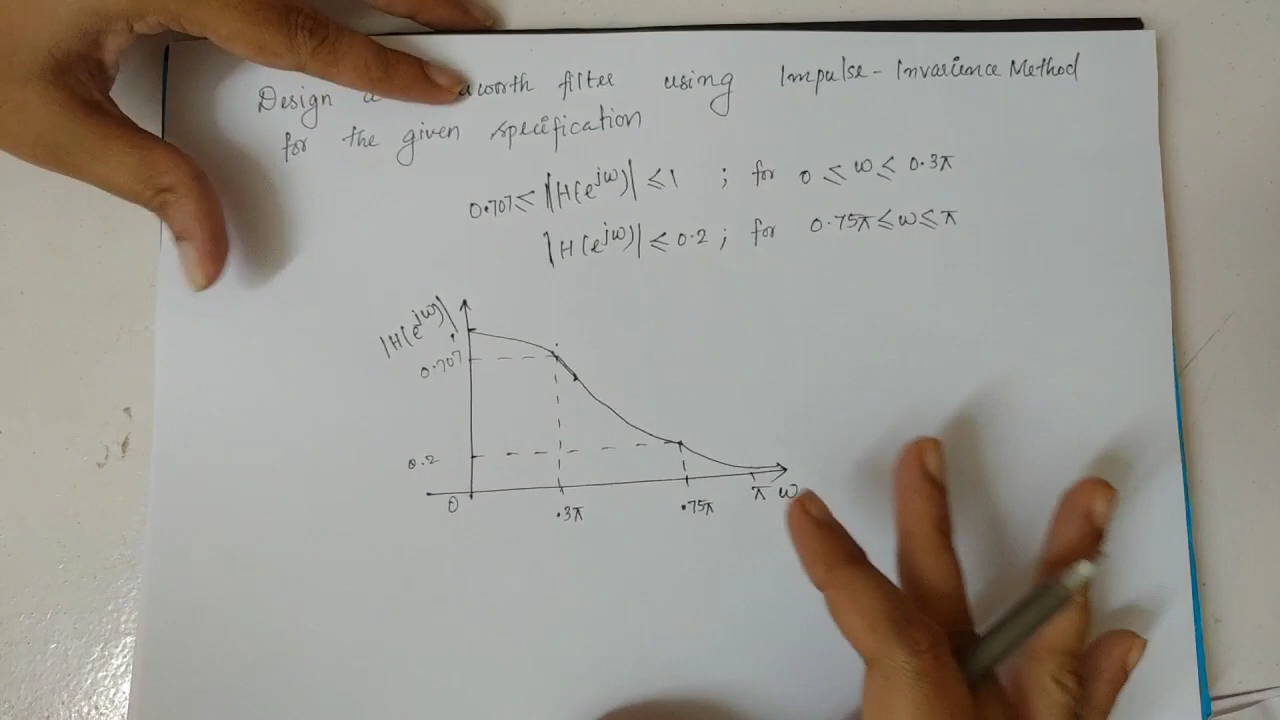 Design a worth filter using Impulse-Invarience Method
for the given specification
0.707 ≤ |H(e^jω)| ≤ 1 ; for 0 ≤ ω ≤ 0.3π
|H(e^jω)| ≤ 0.2 ; for 0.75π ≤ ω ≤ π
|H(e^jω)|
0.707
0.2
0
.3π
.75π
π ω